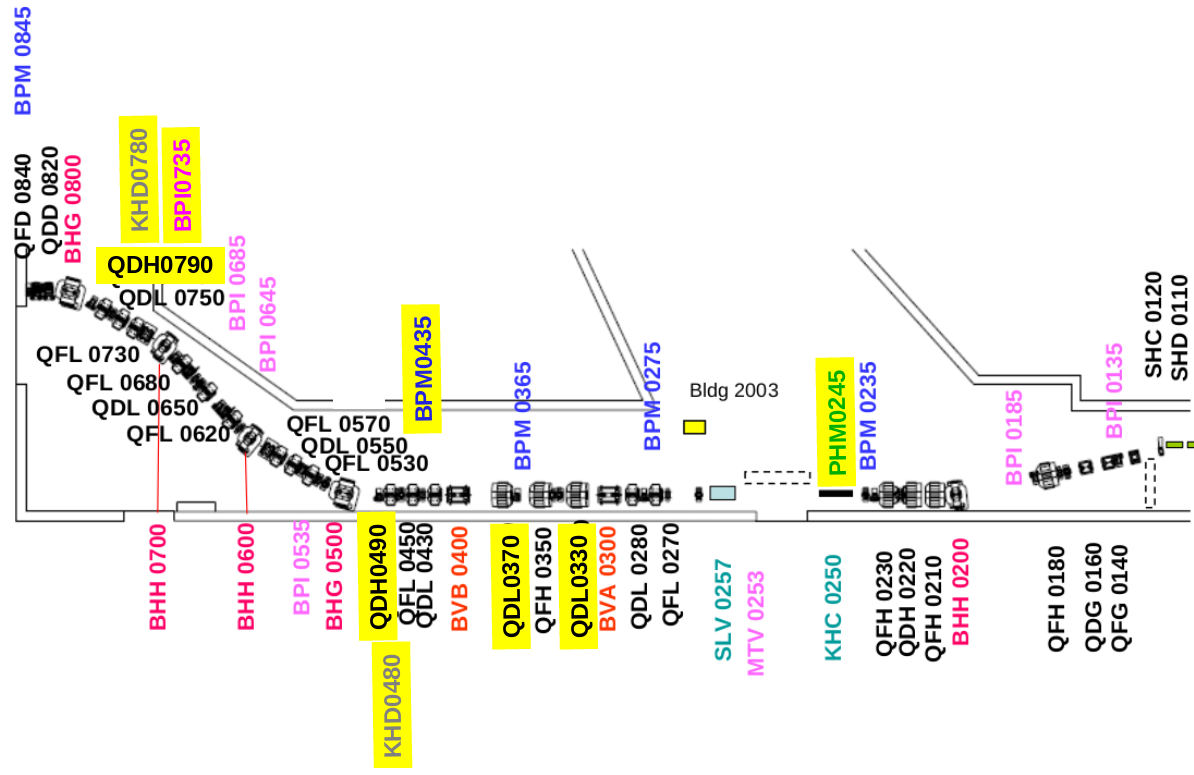 BPM 0845
QFD 0840
QDD 0820
BHG 0800
KHD0780
BPI0735
QDH0790
QDL 0750
BPI 0685
BPI 0645
QFL 0730
QFL 0680
QDL 0650
QFL 0620
QFL 0570
QDL 0550
QFL 0530
BPM0435
BPM 0365
BPM 0275
Bldg 2003
PHM0245
BPM 0235
BPI 0185
BPI 0135
SHC 0120
SHD 0110
BHH 0700
BHH 0600
BPI 0535
BHG 0500
QDH0490
KHD0480
QFL 0450
QDL 0430
BVB 0400
QDL0370
QFH 0350
QDL0330
BVA 0300
QDL 0280
QFL 0270
SLV 0257
MTV 0253
KHC 0250
QFH 0230
QDH 0220
QFH 0210
BHH 0200
QFH 0180
QDG 0160
QFG 0140